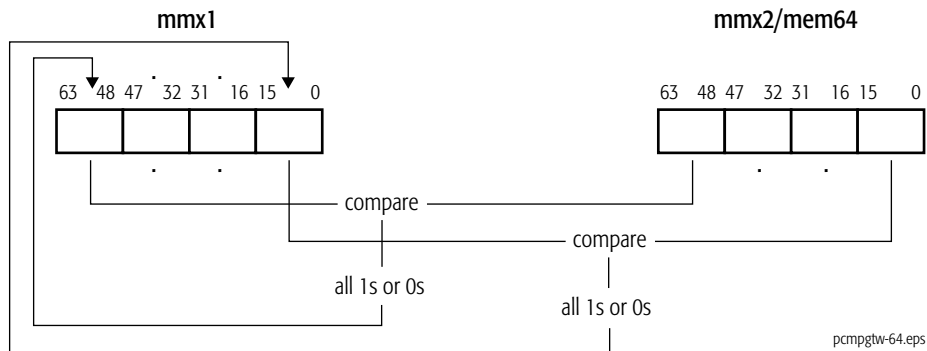 mmx1 mmx2/mem64
63 48 47 32 31 16 15 0 63 48 47 32 31 16 15 0
compare
compare
all 1s or 0s
all 1s or 0s
pcmpgtw-64.eps